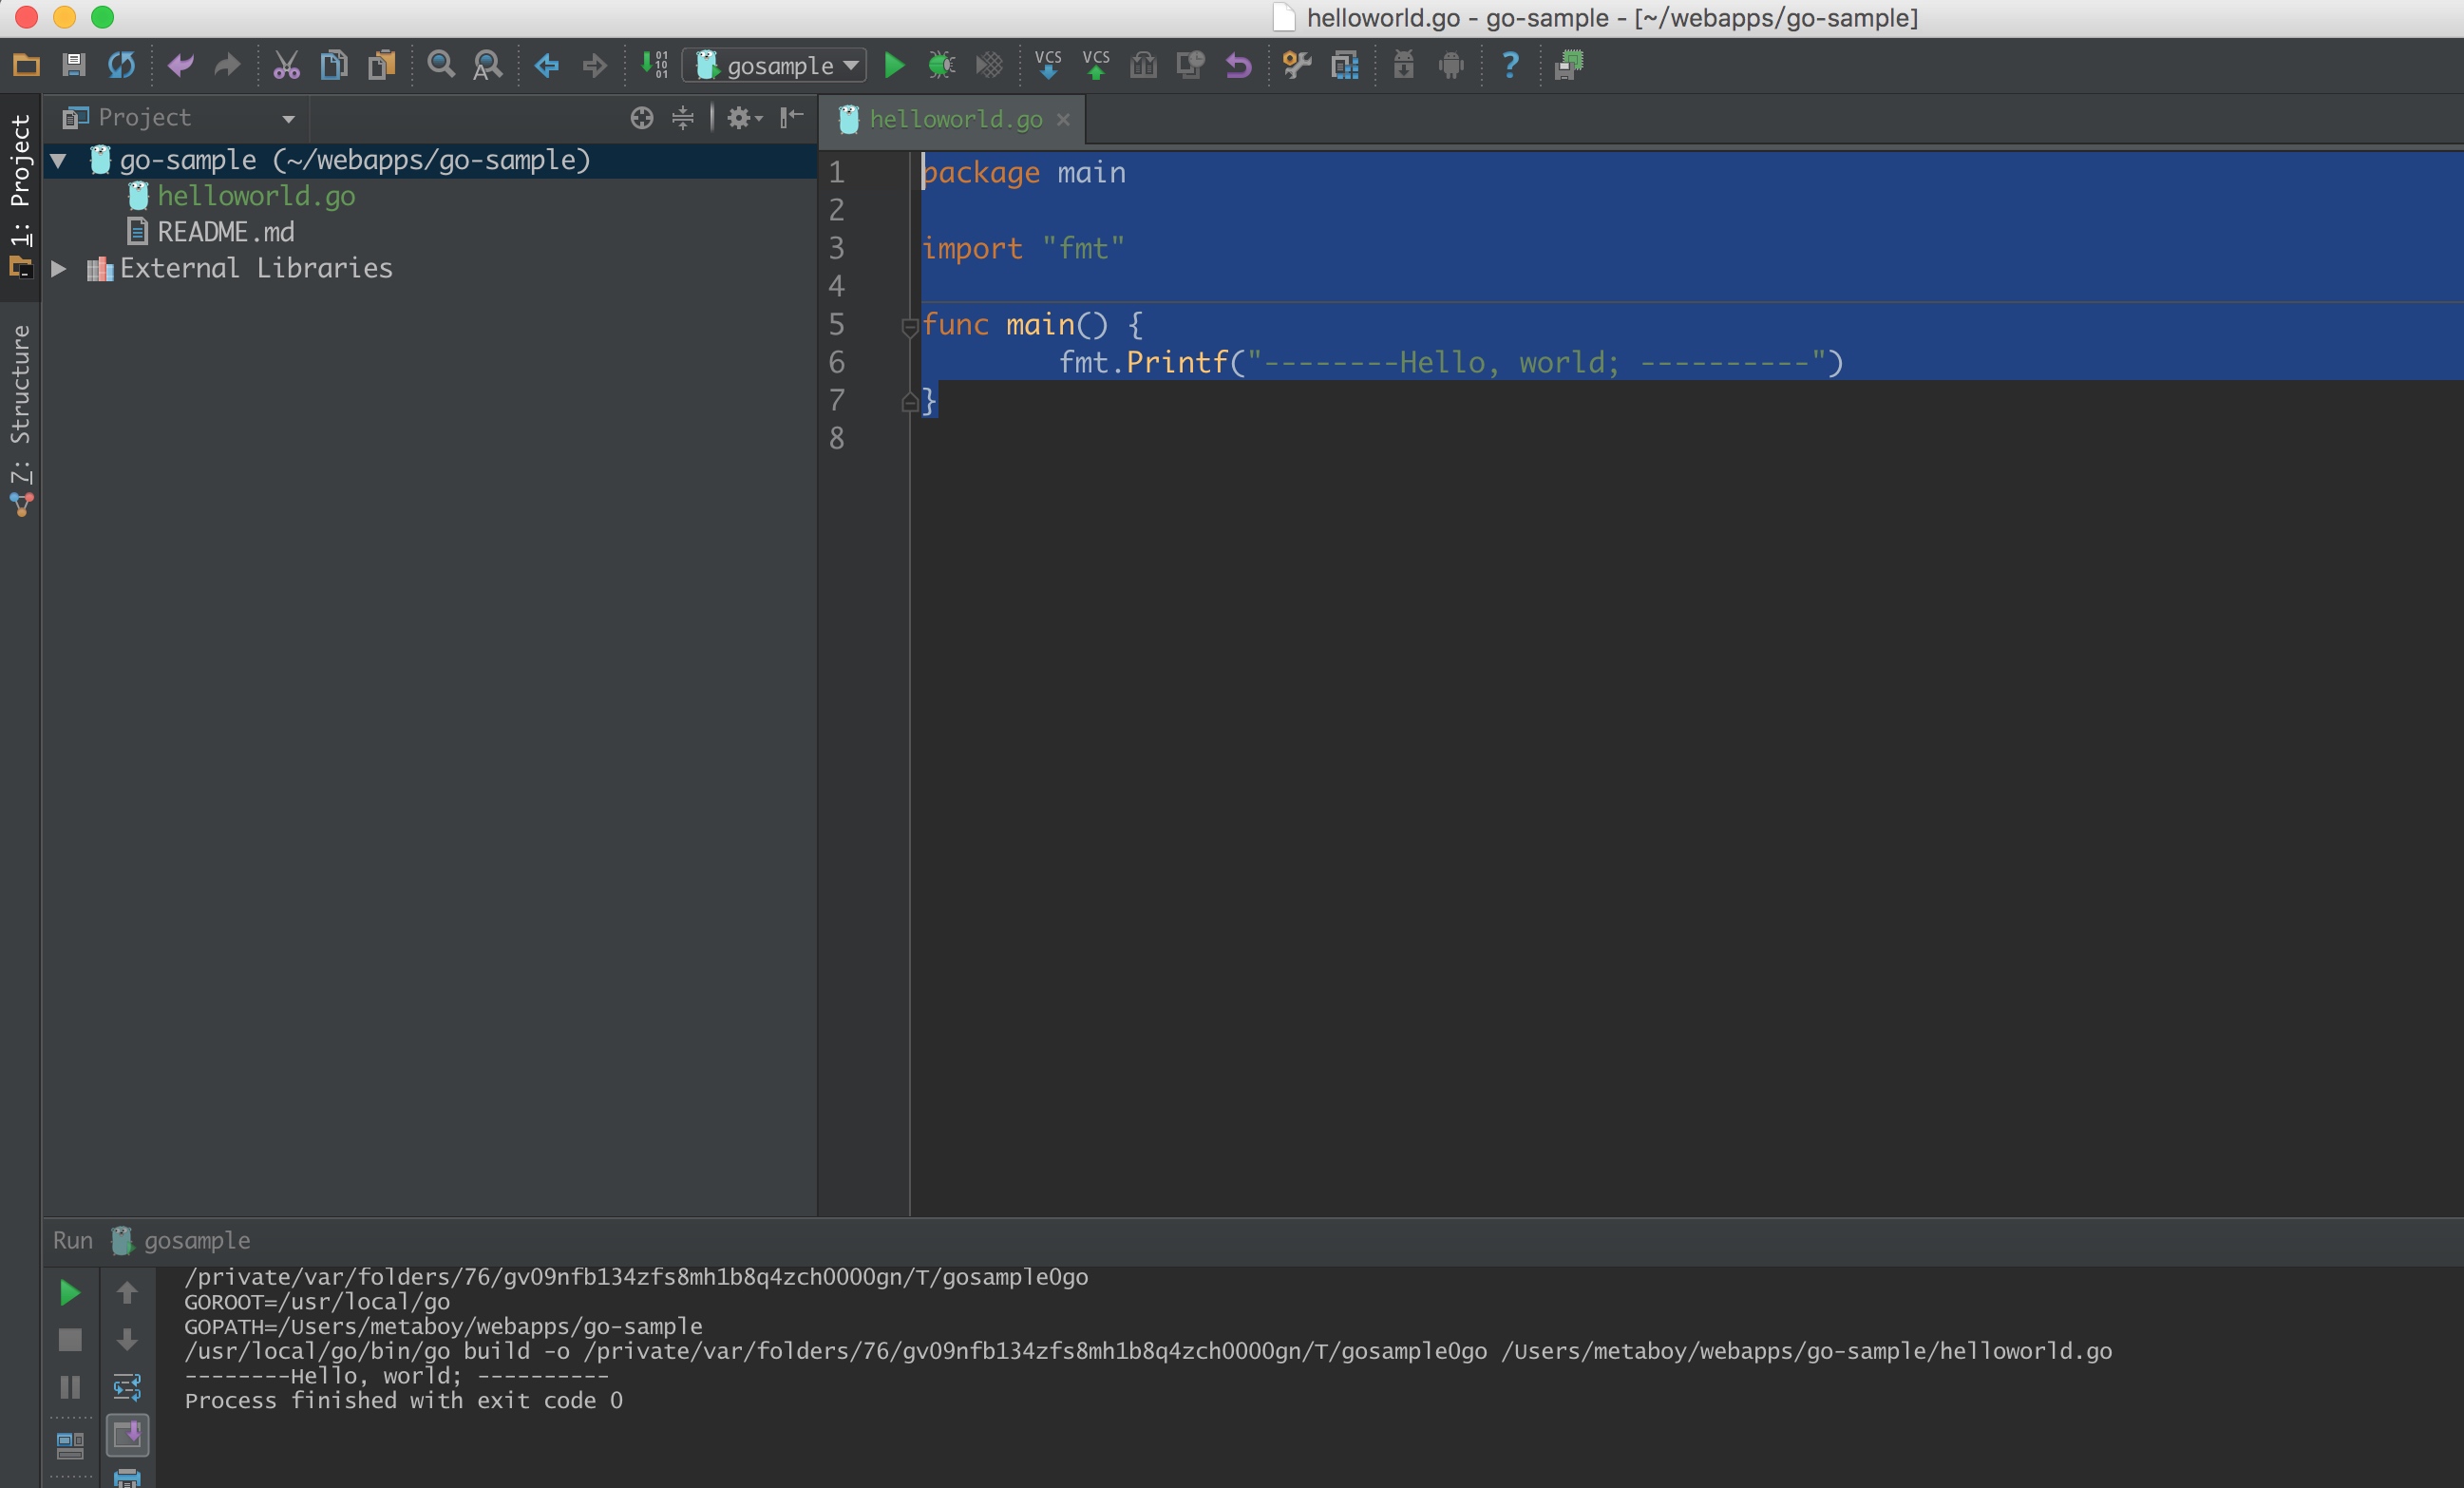 helloworld.go - go-sample - [~/webapps/go-sample]
gosample
VCS VCS
Project
helloworld.go
1: Project
7: Structure
go-sample (~/webapps/go-sample)
helloworld.go
README.md
External Libraries
1 package main
2
3 import "fmt"
4
5 func main() {
6 fmt.Printf("--------Hello, world; ----------")
7 }
8
Run gosample
/private/var/folders/76/gv09nfb134zfs8mh1b8q4zch0000gn/T/gosample0go
GOROOT=/usr/local/go
GOPATH=/Users/metaboy/webapps/go-sample
/usr/local/go/bin/go build -o /private/var/folders/76/gv09nfb134zfs8mh1b8q4zch0000gn/T/gosample0go /Users/metaboy/webapps/go-sample/helloworld.go
--------Hello, world; ----------
Process finished with exit code 0